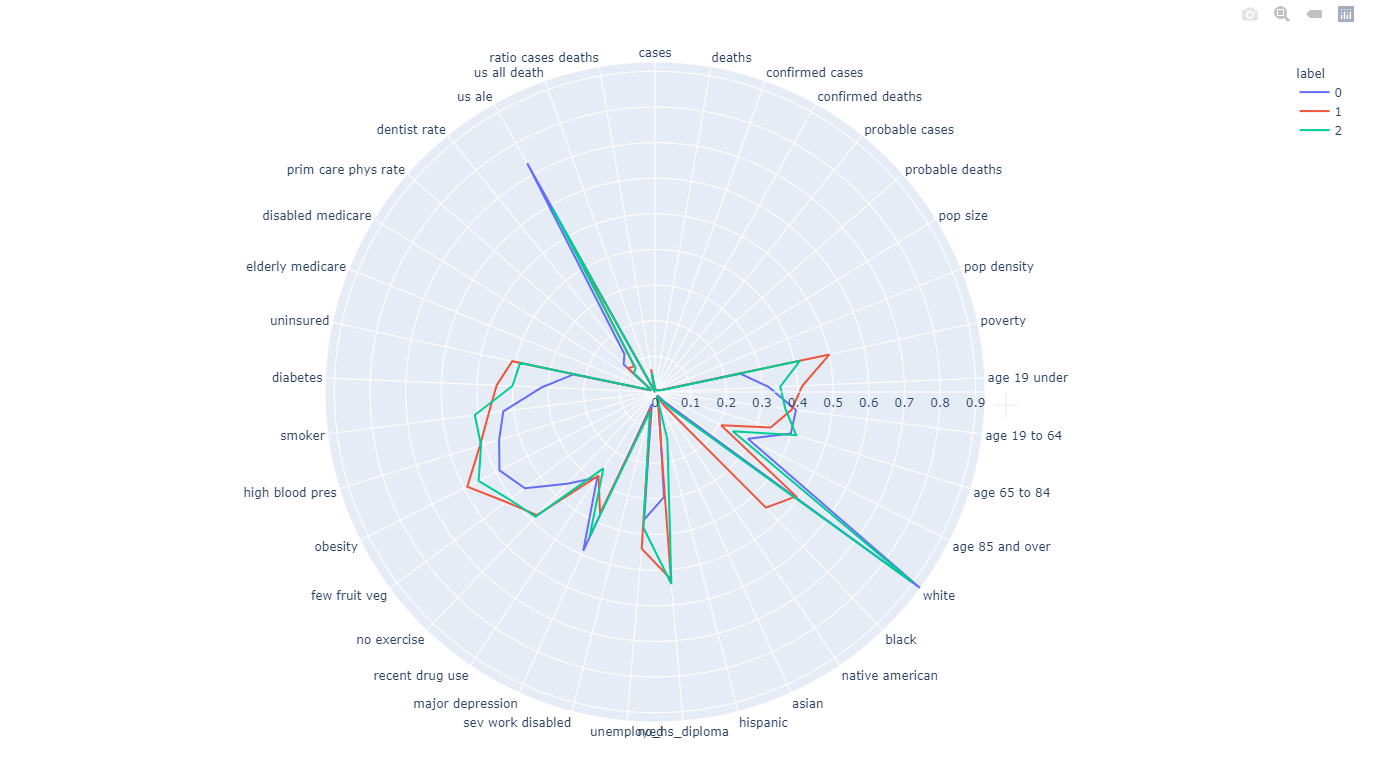 label
0
1
2
cases
deaths
confirmed cases
confirmed deaths
probable cases
probable deaths
pop size
pop density
poverty
age 19 under
age 19 to 64
age 65 to 84
age 85 and over
white
black
native american
asian
hispanic
no_hs_diploma
unemployed
sev work disabled
major depression
recent drug use
no exercise
few fruit veg
obesity
high blood pres
smoker
diabetes
uninsured
elderly medicare
disabled medicare
prim care phys rate
dentist rate
us ale
us all death
ratio cases deaths
0 0.1 0.2 0.3 0.4 0.5 0.6 0.7 0.8 0.9